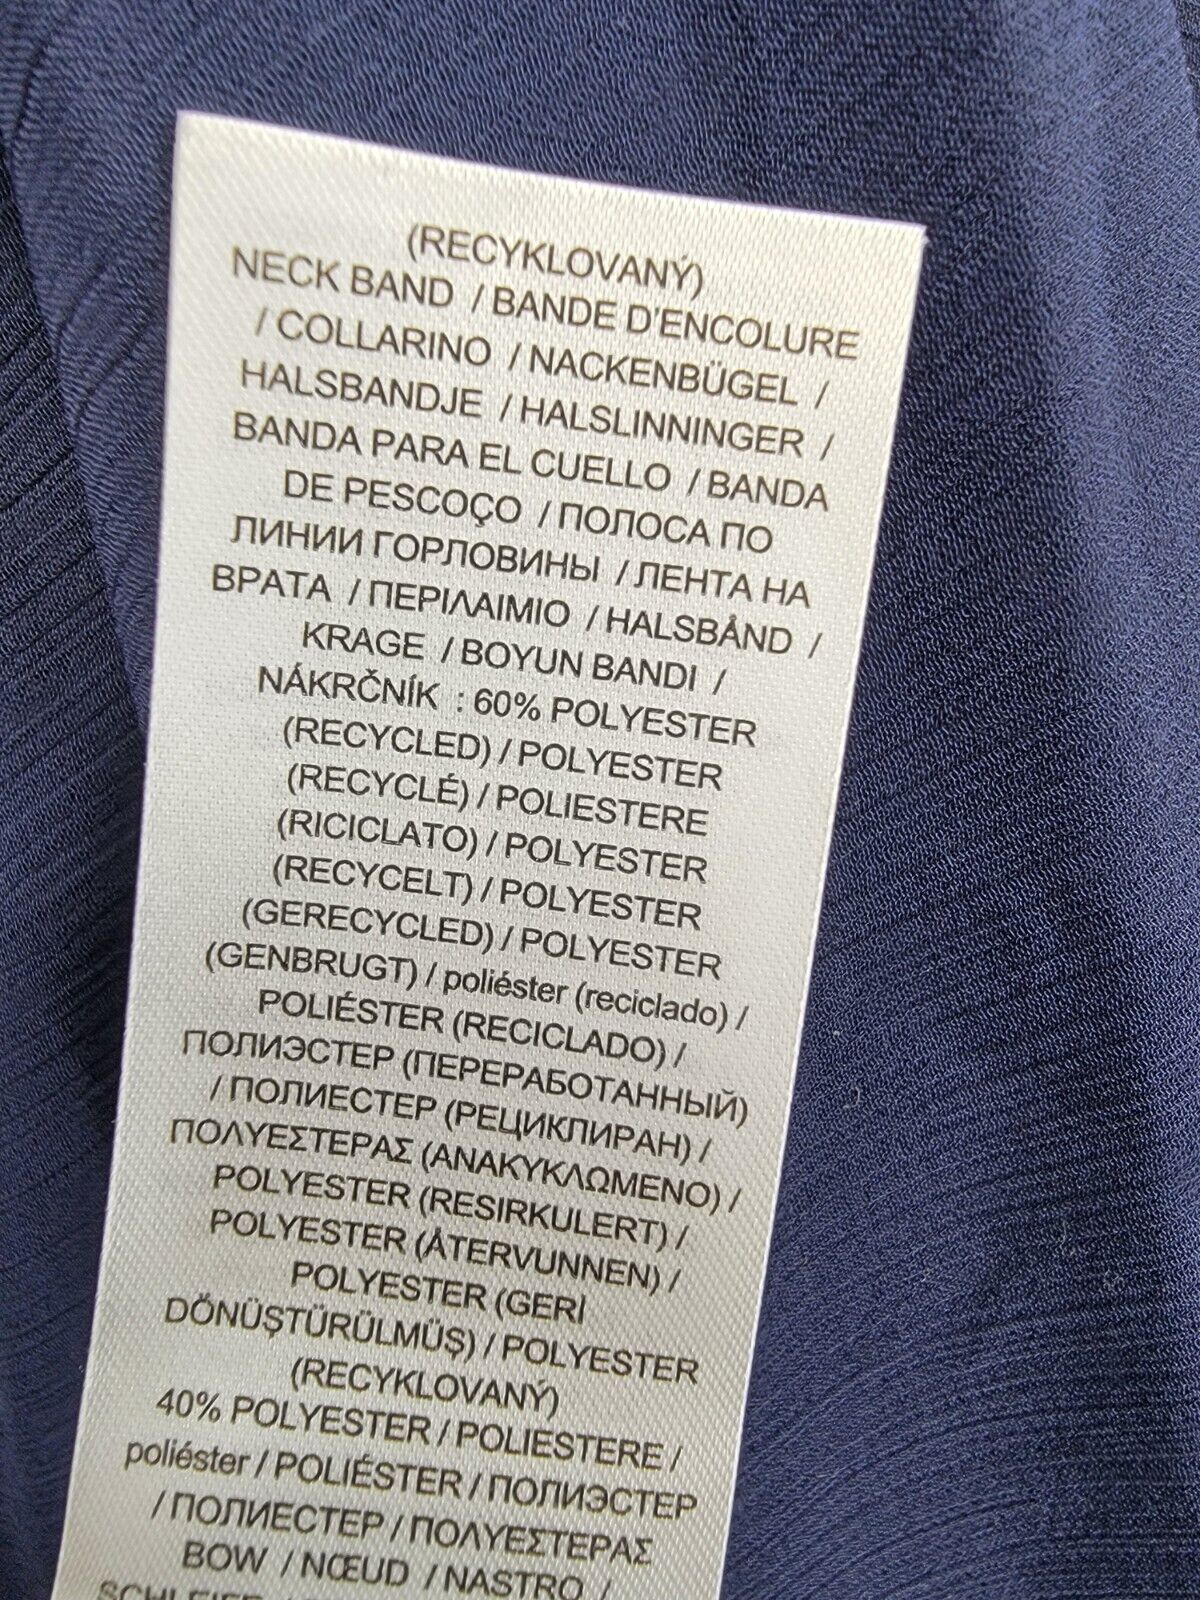 (RECYKLOVANÝ)
NECK BAND / BANDE D'ENCOLURE
/ COLLARINO / NACKENBÜGEL /
HALSBANDJE / HALSLINNINGER /
BANDA PARA EL CUELLO / BANDA
DE PESCOÇO / ПОЛОСА ПО
ЛИНИИ ГОРЛОВИНЫ / ЛЕНТА НА
ВРАТА / ΠΕΡΙΛΑΙΜΙΟ / HALSBÅND /
KRAGE / BOYUN BANDI /
NÁKRČNÍK : 60% POLYESTER
(RECYCLED) / POLYESTER
(RECYCLÉ) / POLIESTERE
(RICICLATO) / POLYESTER
(RECYCELT) / POLYESTER
(GERECYCLED) / POLYESTER
(GENBRUGT) / poliéster (reciclado) /
POLIÉSTER (RECICLADO) /
ПОЛИЭСТЕР (ПЕРЕРАБОТАННЫЙ)
/ ПОЛИЕСТЕР (РЕЦИКЛИРАН) /
ΠΟΛΥΕΣΤΕΡΑΣ (ΑΝΑΚΥΚΛΩΜΕΝΟ) /
POLYESTER (RESIRKULERT) /
POLYESTER (ÅTERVUNNEN) /
POLYESTER (GERİ
DÖNÜŞTÜRÜLMÜŞ) / POLYESTER
(RECYKLOVANÝ)
40% POLYESTER / POLIESTERE /
poliéster / POLIÉSTER / ПОЛИЭСТЕР
/ ПОЛИЕСТЕР / ΠΟΛΥΕΣΤΕΡΑΣ
BOW / NŒUD / NASTRO /
SCHLEIFE /